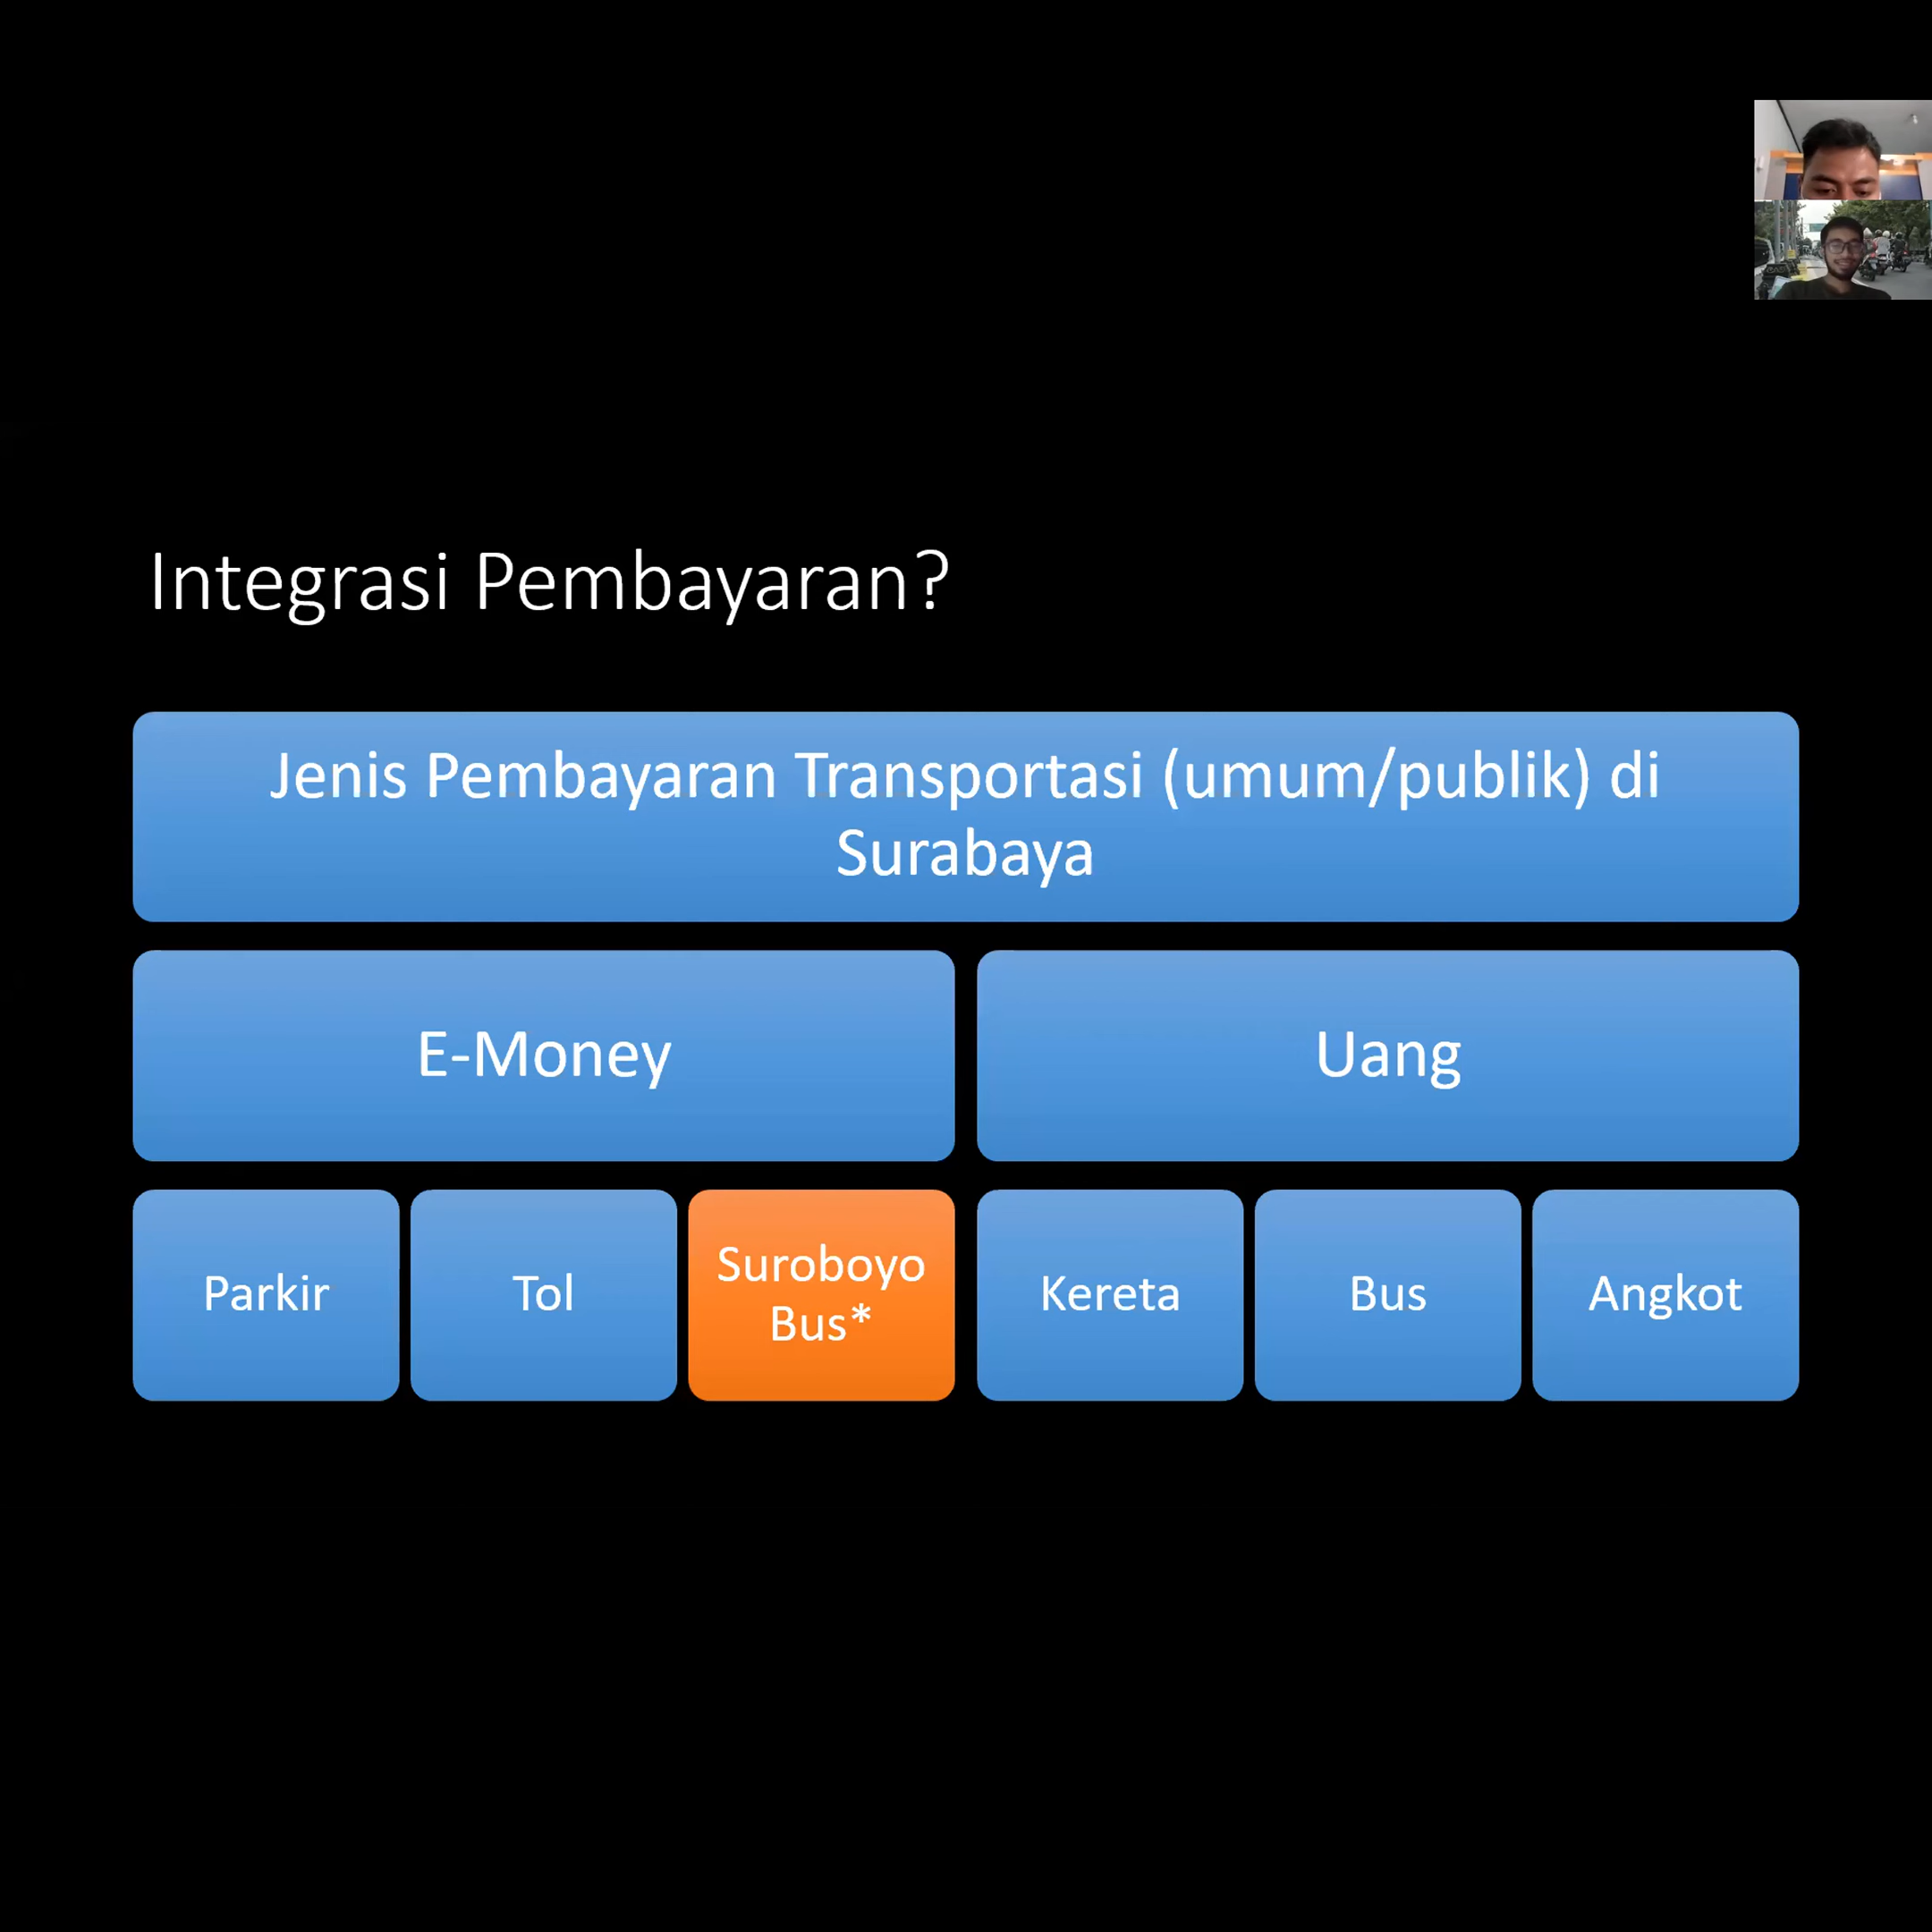 Integrasi Pembayaran?
Jenis Pembayaran Transportasi (umum/publik) di
Surabaya
E-Money
Uang
Parkir
Tol
Suroboyo
Bus*
Kereta
Bus
Angkot